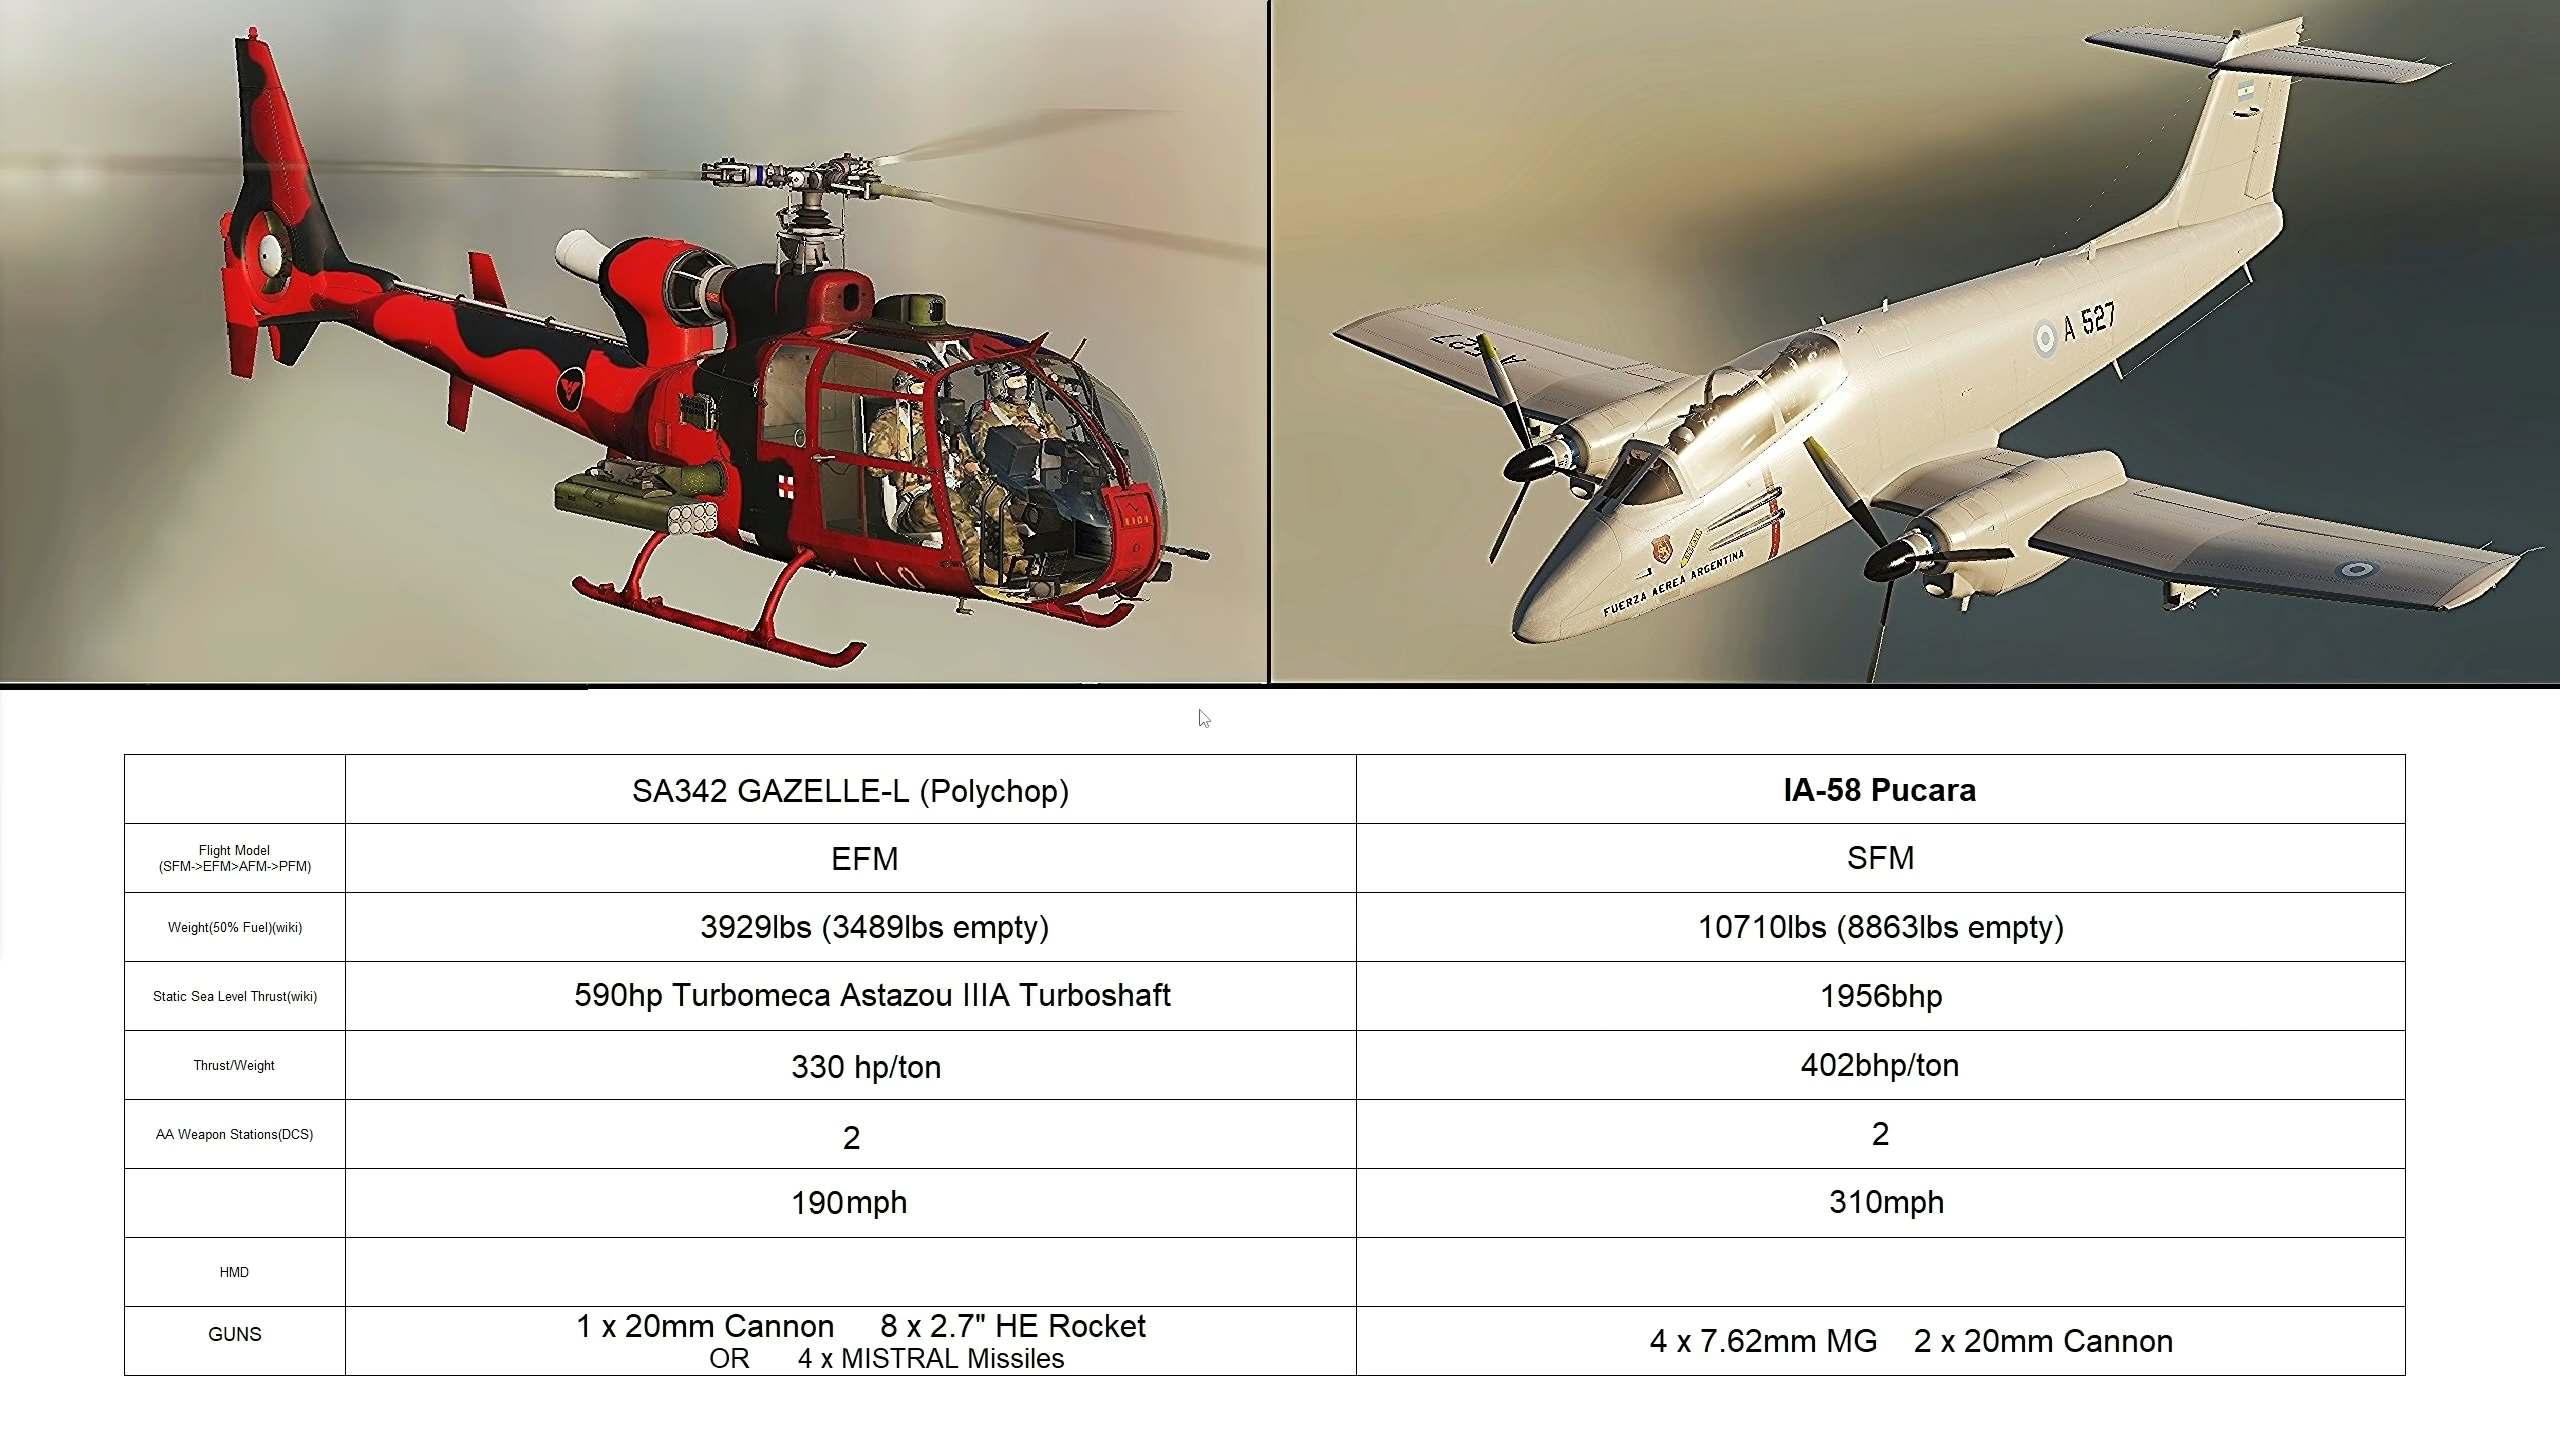 A 527
A 527
FUERZA AEREA ARGENTINA
SA342 GAZELLE-L (Polychop)
IA-58 Pucara
Flight Model
(SFM->EFM>AFM->PFM)
EFM
SFM
Weight(50% Fuel)(wiki)
3929lbs (3489lbs empty)
10710lbs (8863lbs empty)
Static Sea Level Thrust(wiki)
590hp Turbomeca Astazou IIIA Turboshaft
1956bhp
Thrust/Weight
330 hp/ton
402bhp/ton
AA Weapon Stations(DCS)
2
2
190mph
310mph
HMD
GUNS
1 x 20mm Cannon 8 x 2.7" HE Rocket
OR 4 x MISTRAL Missiles
4 x 7.62mm MG 2 x 20mm Cannon